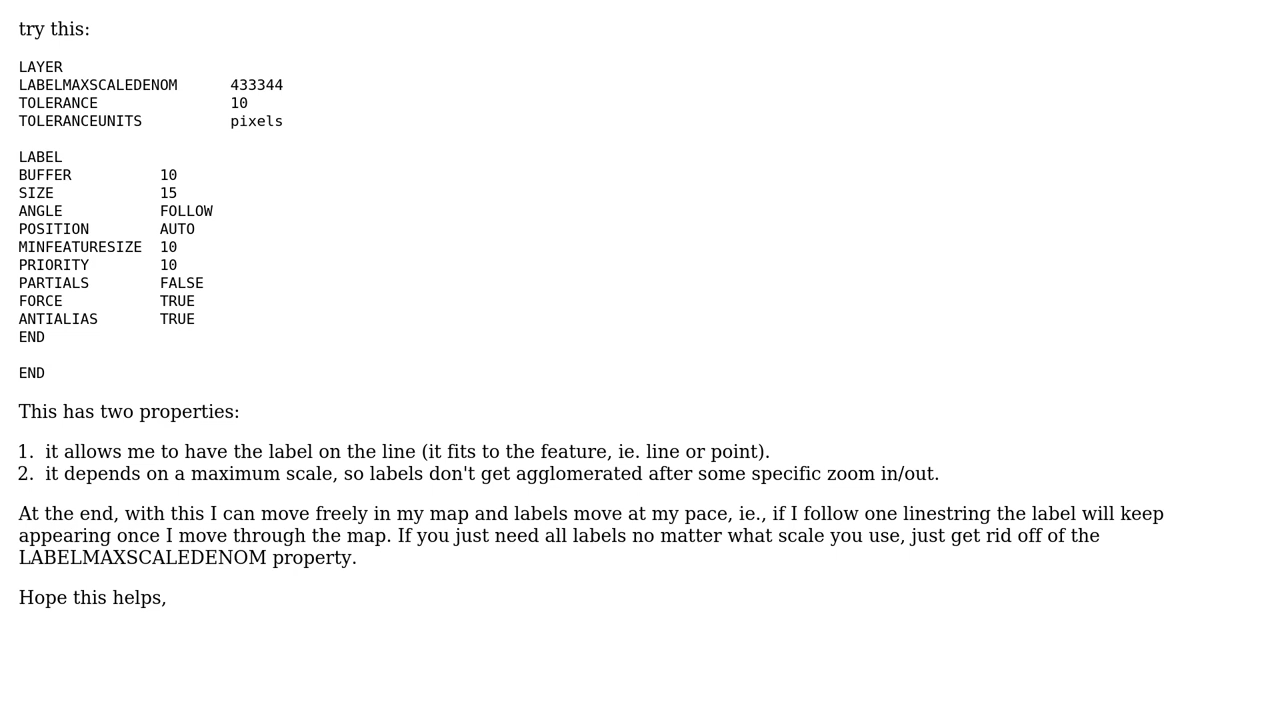 try this:
LAYER
LABELMAXSCALEDENOM      433344
TOLERANCE               10
TOLERANCEUNITS          pixels
LABEL
BUFFER          10
SIZE            15
ANGLE           FOLLOW
POSITION        AUTO
MINFEATURESIZE  10
PRIORITY        10
PARTIALS        FALSE
FORCE           TRUE
ANTIALIAS       TRUE
END
END
This has two properties:
1. it allows me to have the label on the line (it fits to the feature, ie. line or point).
2. it depends on a maximum scale, so labels don't get agglomerated after some specific zoom in/out.
At the end, with this I can move freely in my map and labels move at my pace, ie., if I follow one linestring the label will keep
appearing once I move through the map. If you just need all labels no matter what scale you use, just get rid off of the
LABELMAXSCALEDENOM property.
Hope this helps,